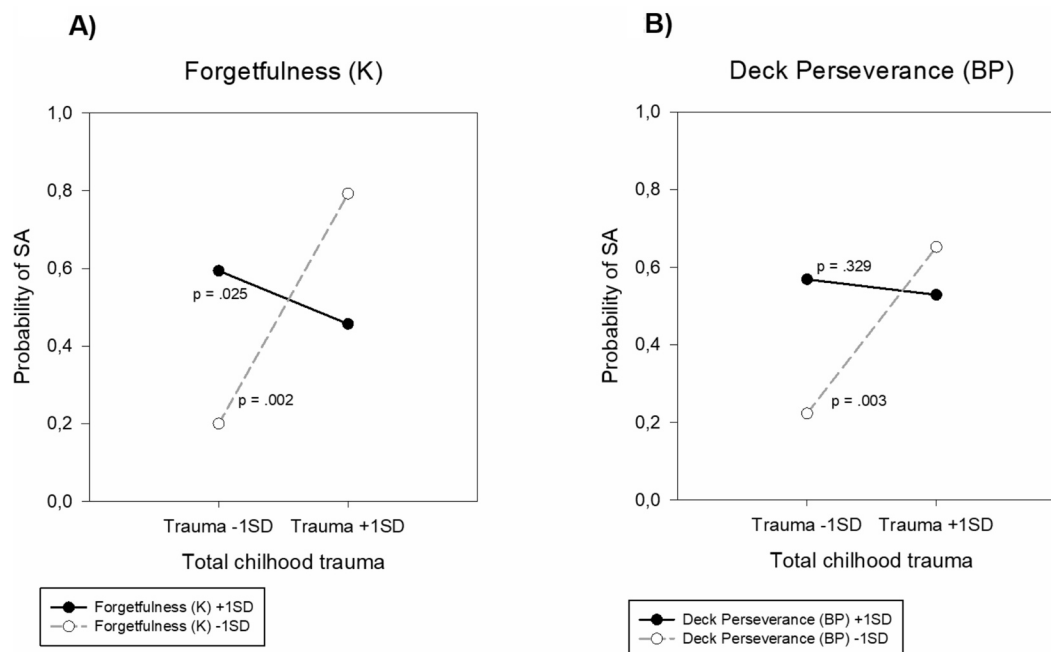 A)
Forgetfulness (K)
1,0
0,8
0,6
0,4
0,2
0,0
Probability of SA
p = .025
p = .002
Trauma -1SD Trauma +1SD
Total chilhood trauma
Forgetfulness (K) +1SD
Forgetfulness (K) -1SD
B)
Deck Perseverance (BP)
1,0
0,8
0,6
0,4
0,2
0,0
Probability of SA
p = .329
p = .003
Trauma -1SD Trauma +1SD
Total chilhood trauma
Deck Perseverance (BP) +1SD
Deck Perseverance (BP) -1SD